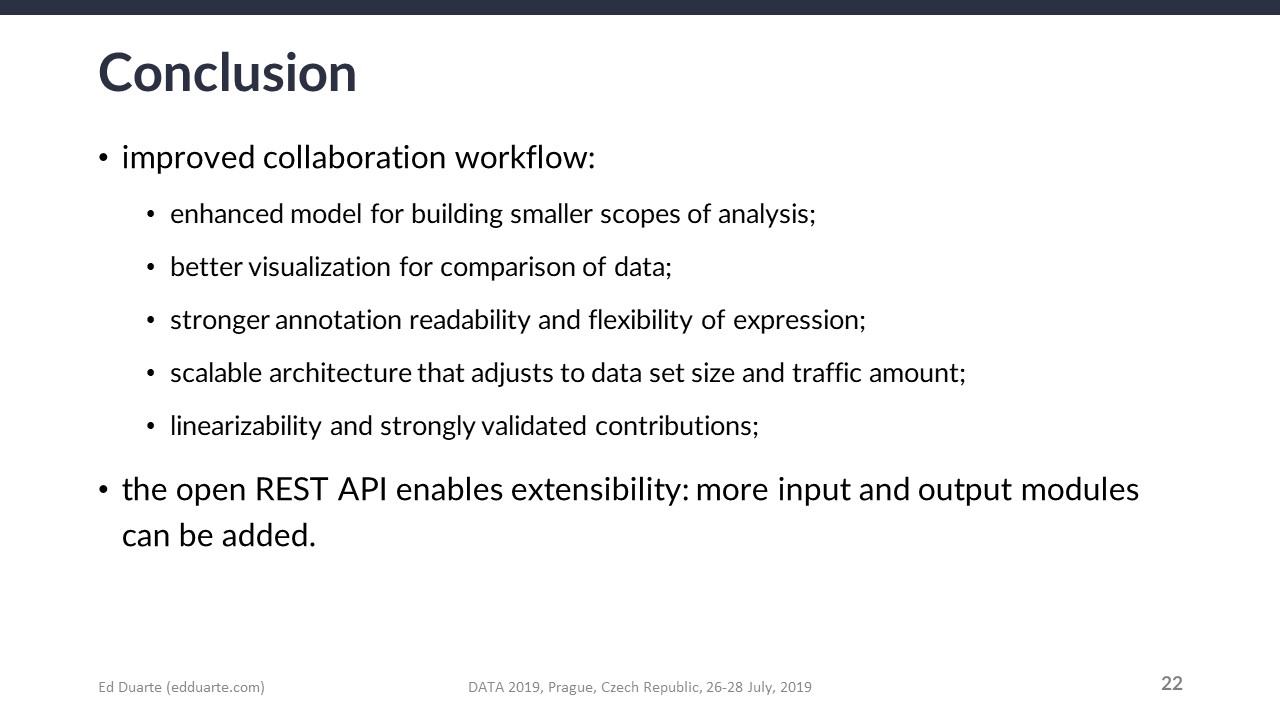 Conclusion
• improved collaboration workflow:
• enhanced model for building smaller scopes of analysis;
• better visualization for comparison of data;
• stronger annotation readability and flexibility of expression;
• scalable architecture that adjusts to data set size and traffic amount;
• linearizability and strongly validated contributions;
• the open REST API enables extensibility: more input and output modules
can be added.
Ed Duarte (edduarte.com)
DATA 2019, Prague, Czech Republic, 26-28 July, 2019
22